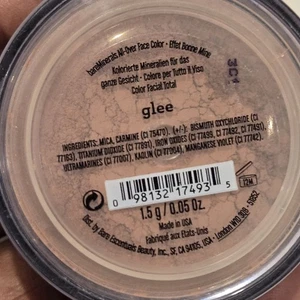 bareMinerals All-Over Face Color - Effet Bonne Mine
Kolorierte Mineralien für das
ganze Gesicht - Colore per Tutto il Viso
Color Facial Total
glee
INGREDIENTS: MICA, CARMINE (CI 75470). (+/-): BISMUTH OXYCHLORIDE (CI
77163), TITANIUM DIOXIDE (CI 77891), IRON OXIDES (CI 77491, CI 77492, CI 77499),
ULTRAMARINES (CI 77007), KAOLIN, MANGANESE VIOLET (CI 77742).
0 98132 17493 5
12M
1.5 g / 0.05 Oz.
Made in USA
Fabriqué aux Etats-Unis
Dist. by Bare Escentuals Beauty, Inc., SF, CA 94105, USA